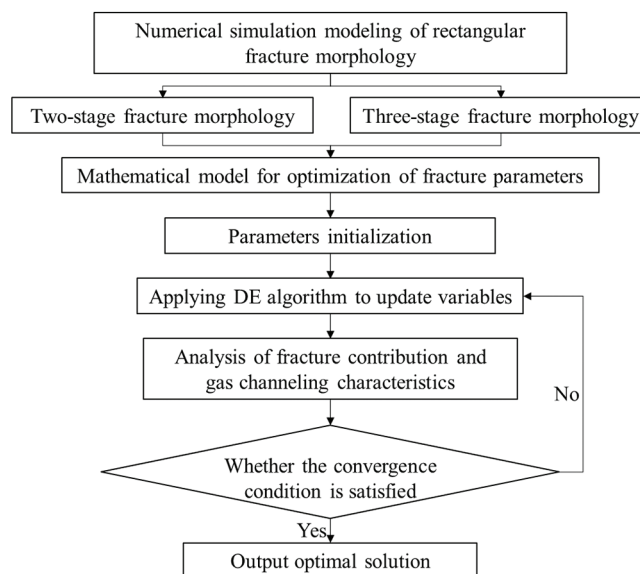 Numerical simulation modeling of rectangular
fracture morphology
Two-stage fracture morphology
Three-stage fracture morphology
Mathematical model for optimization of fracture parameters
Parameters initialization
Applying DE algorithm to update variables
Analysis of fracture contribution and
gas channeling characteristics
No
Whether the convergence
condition is satisfied
Yes
Output optimal solution